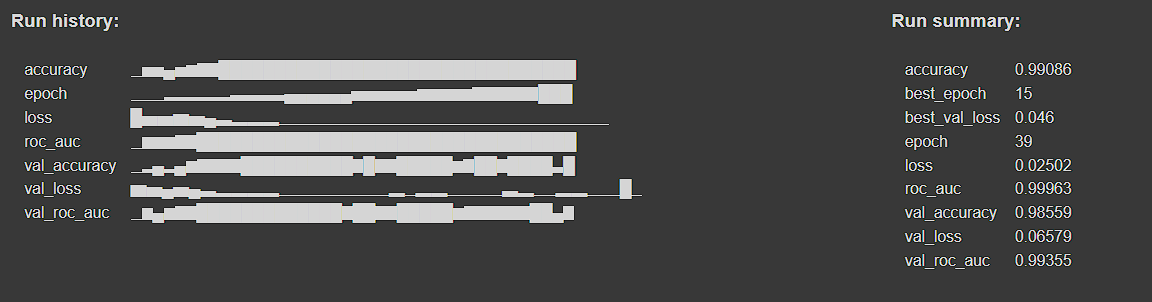 Run history:
accuracy
epoch
loss
roc_auc
val_accuracy
val_loss
val_roc_auc
Run summary:
accuracy 0.99086
best_epoch 15
best_val_loss 0.046
epoch 39
loss 0.02502
roc_auc 0.99963
val_accuracy 0.98559
val_loss 0.06579
val_roc_auc 0.99355